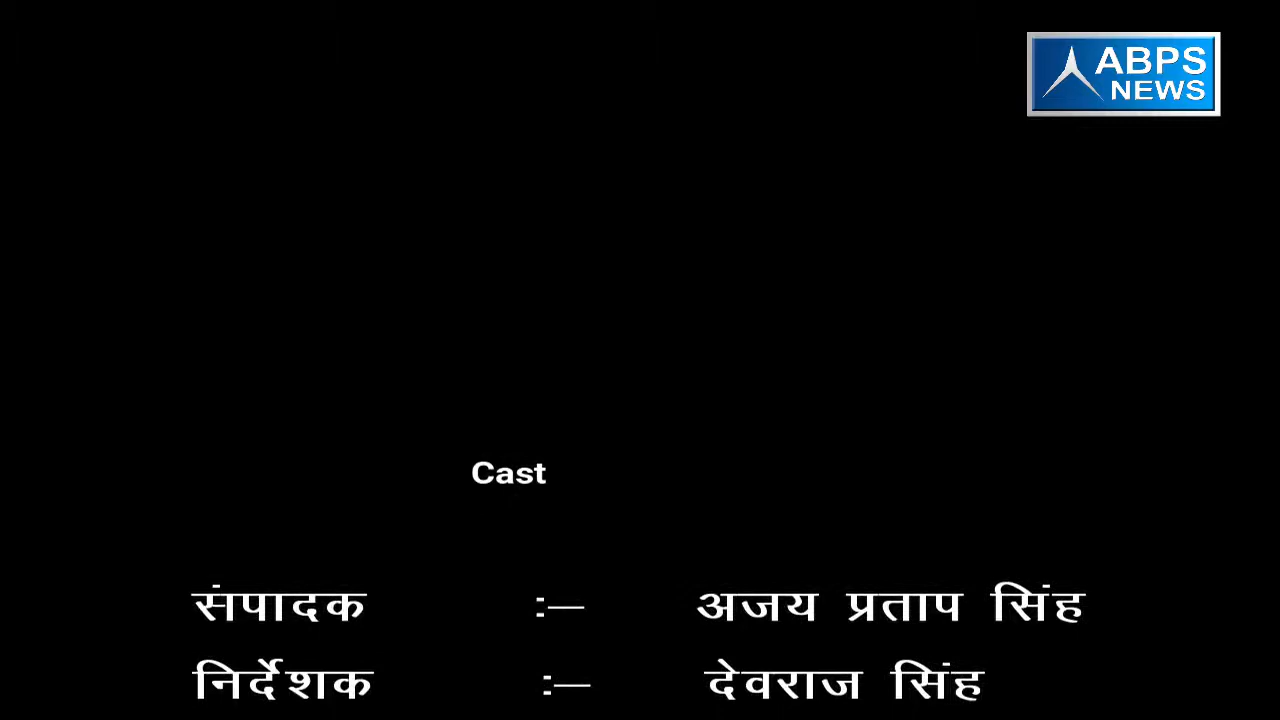 ABPS
NEWS
Cast
संपादक :— अजय प्रताप सिंह
निर्देशक :— देवराज सिंह